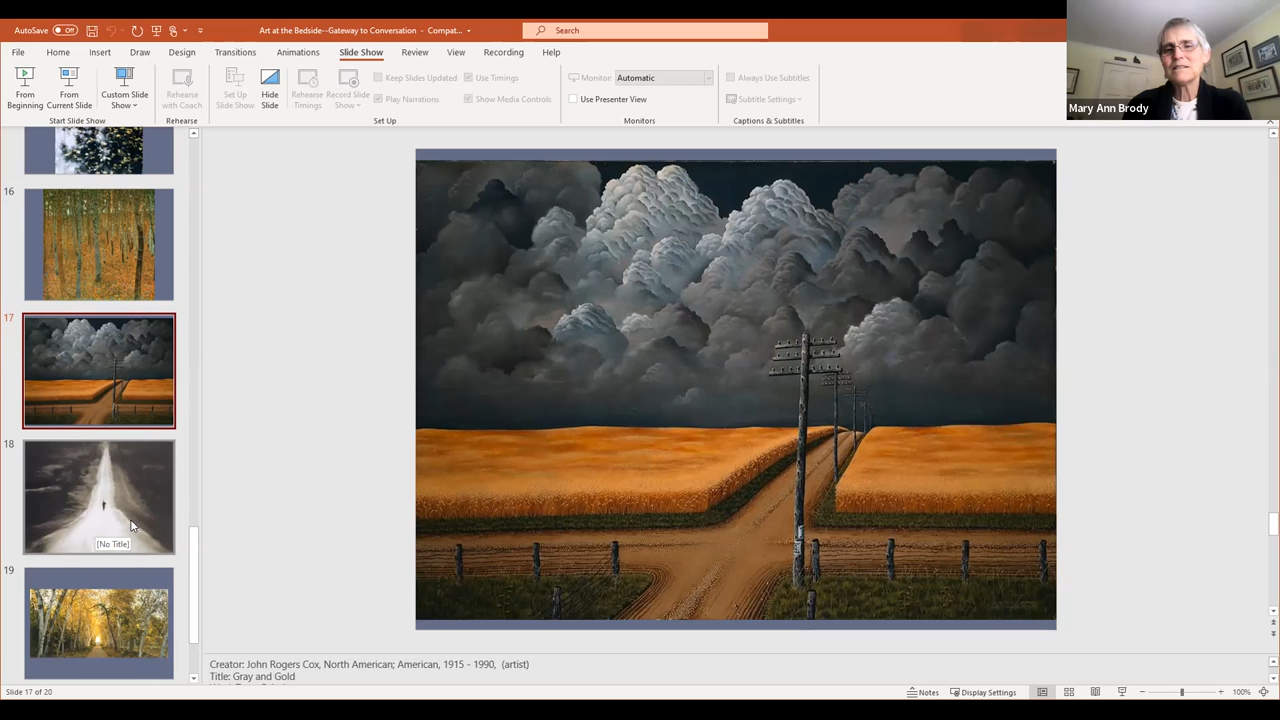 AutoSave Off
Art at the Bedside--Gateway to Conversation - Compat...
Search
File Home Insert Draw Design Transitions Animations Slide Show Review View Recording Help
From Beginning
From Current Slide
Custom Slide Show
Rehearse with Coach
Set Up Slide Show
Hide Slide
Rehearse Timings
Record Slide Show
Keep Slides Updated
Play Narrations
Use Timings
Show Media Controls
Monitor: Automatic
Use Presenter View
Always Use Subtitles
Subtitle Settings
Start Slide Show
Rehearse
Set Up
Monitors
Captions & Subtitles
Mary Ann Brody
16
17
18
[No Title]
19
Creator: John Rogers Cox, North American; American, 1915 - 1990, (artist)
Title: Gray and Gold
Slide 17 of 20
Notes
Display Settings
100%